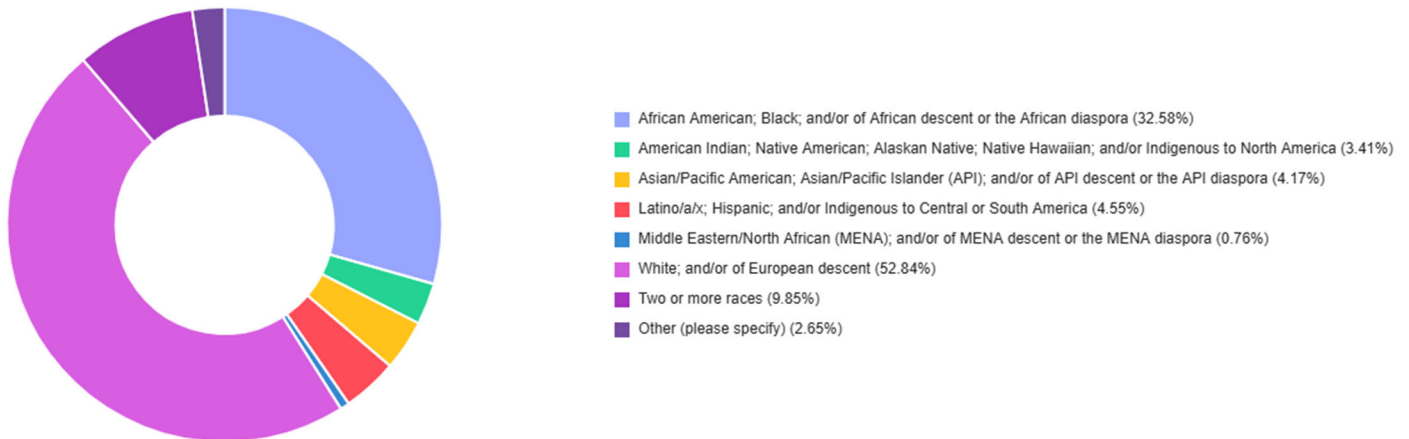 African American; Black; and/or of African descent or the African diaspora (32.58%)
American Indian; Native American; Alaskan Native; Native Hawaiian; and/or Indigenous to North America (3.41%)
Asian/Pacific American; Asian/Pacific Islander (API); and/or of API descent or the API diaspora (4.17%)
Latino/a/x; Hispanic; and/or Indigenous to Central or South America (4.55%)
Middle Eastern/North African (MENA); and/or of MENA descent or the MENA diaspora (0.76%)
White; and/or of European descent (52.84%)
Two or more races (9.85%)
Other (please specify) (2.65%)